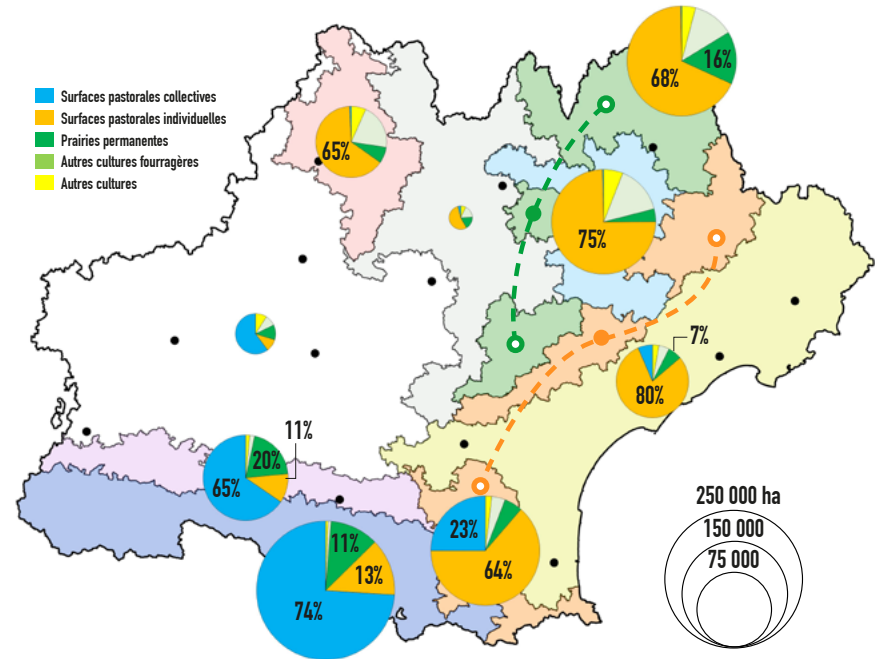 68%
16%
Surfaces pastorales collectives
Surfaces pastorales individuelles
Prairies permanentes
Autres cultures fourragères
Autres cultures
65%
75%
7%
80%
11%
20%
65%
23%
64%
11%
13%
74%
250 000 ha
150 000
75 000